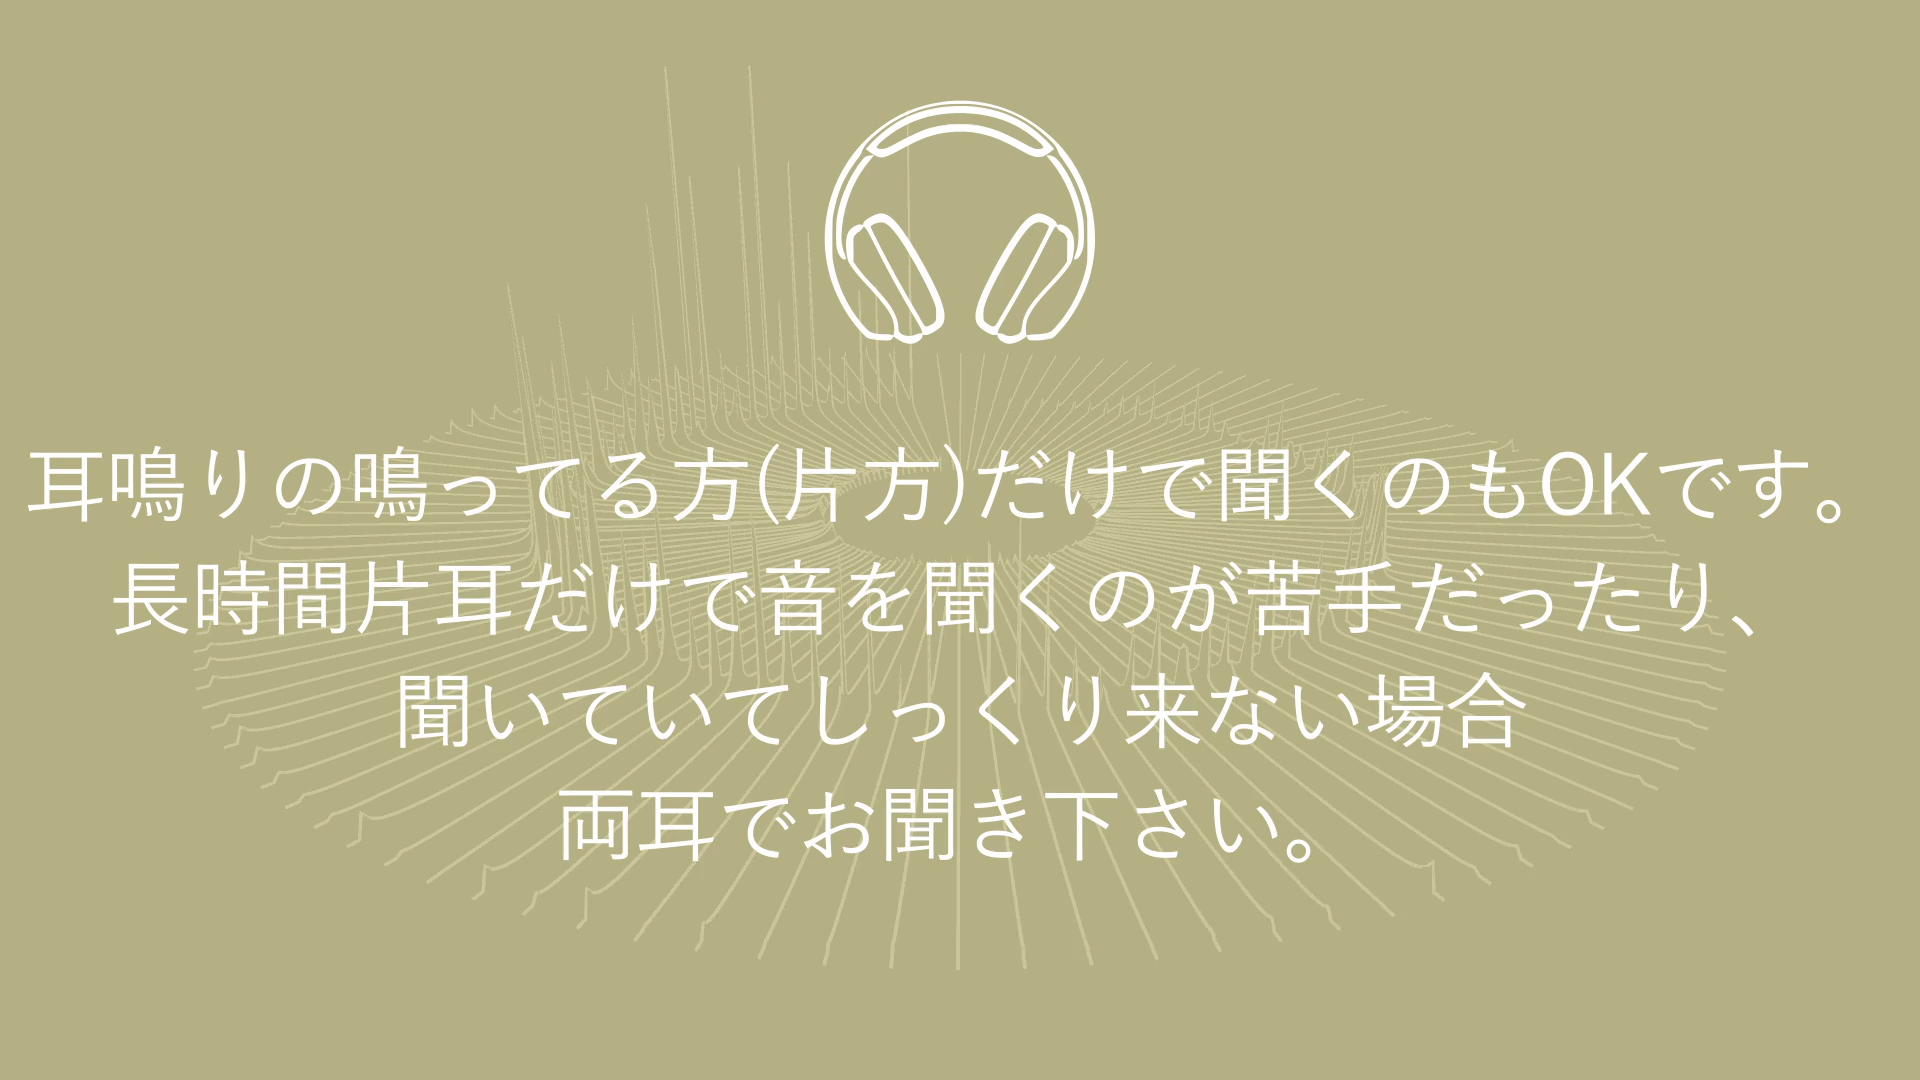 耳鳴りの鳴ってる方(片方)だけで聞くのもOKです。
長時間片耳だけで音を聞くのが苦手だったり、
聞いていてしっくり来ない場合
両耳でお聞き下さい。